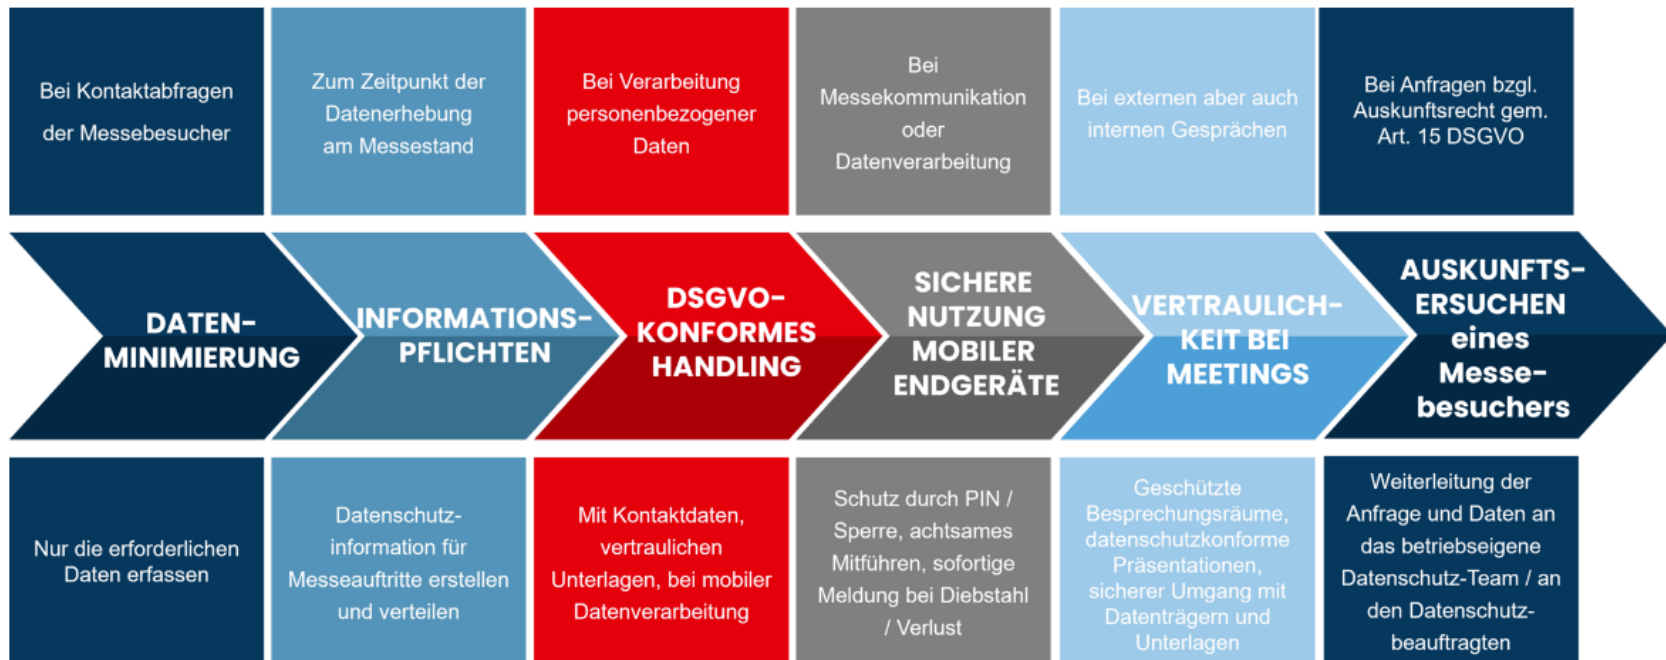 Bei Kontaktabfragen
der Messebesucher
Zum Zeitpunkt der
Datenerhebung
am Messestand
Bei Verarbeitung
personenbezogener
Daten
Bei
Messekommunikation
oder
Datenverarbeitung
Bei externen aber auch
internen Gesprächen
Bei Anfragen bzgl.
Auskunftsrecht gem.
Art. 15 DSGVO
DATEN-
MINIMIERUNG
INFORMATIONS-
PFLICHTEN
DSGVO-
KONFORMES
HANDLING
SICHERE
NUTZUNG
MOBILER
ENDGERÄTE
VERTRAULICH-
KEIT BEI
MEETINGS
AUSKUNFTS-
ERSUCHEN
eines
Messe-
besuchers
Nur die erforderlichen
Daten erfassen
Datenschutz-
information für
Messeauftritte erstellen
und verteilen
Mit Kontaktdaten,
vertraulichen
Unterlagen, bei mobiler
Datenverarbeitung
Schutz durch PIN /
Sperre, achtsames
Mitführen, sofortige
Meldung bei Diebstahl
/ Verlust
Geschützte
Besprechungsräume,
datenschutzkonforme
Präsentationen,
sicherer Umgang mit
Datenträgern und
Unterlagen
Weiterleitung der
Anfrage und Daten an
das betriebseigene
Datenschutz-Team / an
den Datenschutz-
beauftragten